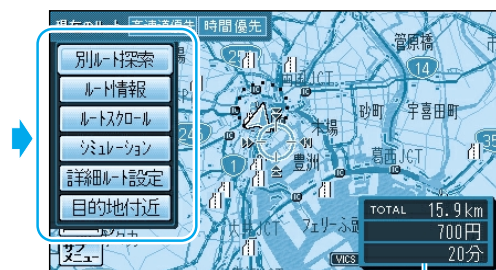 現在のルート 高速道優先 時間優先
別ルート探索
ルート情報
ルートスクロール
シミュレーション
詳細ルート設定
目的地付近
サブ
メニュー
菅原橋
14
砂町
宇喜田町
木場
葛西JCT
豊洲
1
フェリーふ頭
VICS
TOTAL 15.9km
700円
20分